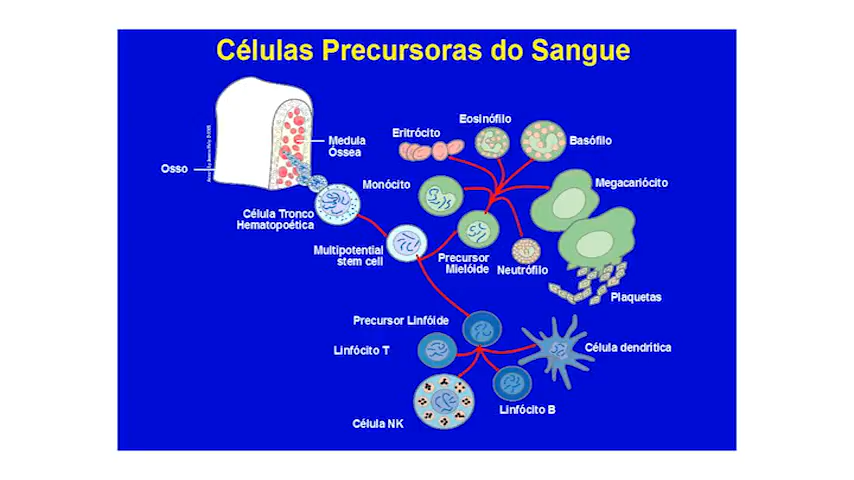 Células Precursoras do Sangue
Eosinófilo
Eritrócito
Basófilo
Medula
Óssea
Osso
Monócito
Megacariócito
Célula Tronco
Hematopoética
Multipotential
stem cell
Precursor
Mielóide
Neutrófilo
Plaquetas
Precursor Linfóide
Linfócito T
Célula dendrítica
Linfócito B
Célula NK